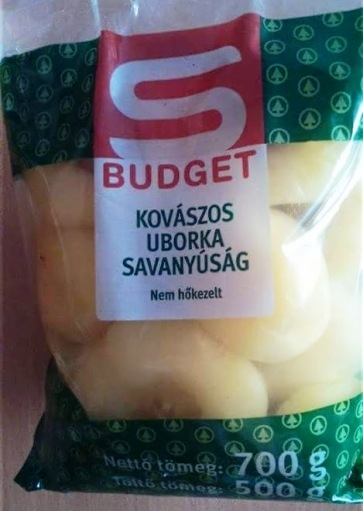 S
BUDGET
KOVÁSZOS
UBORKA
SAVANYÚSÁG
Nem hőkezelt
Nettó tömeg: 700 g
Töltő tömeg: 500 g